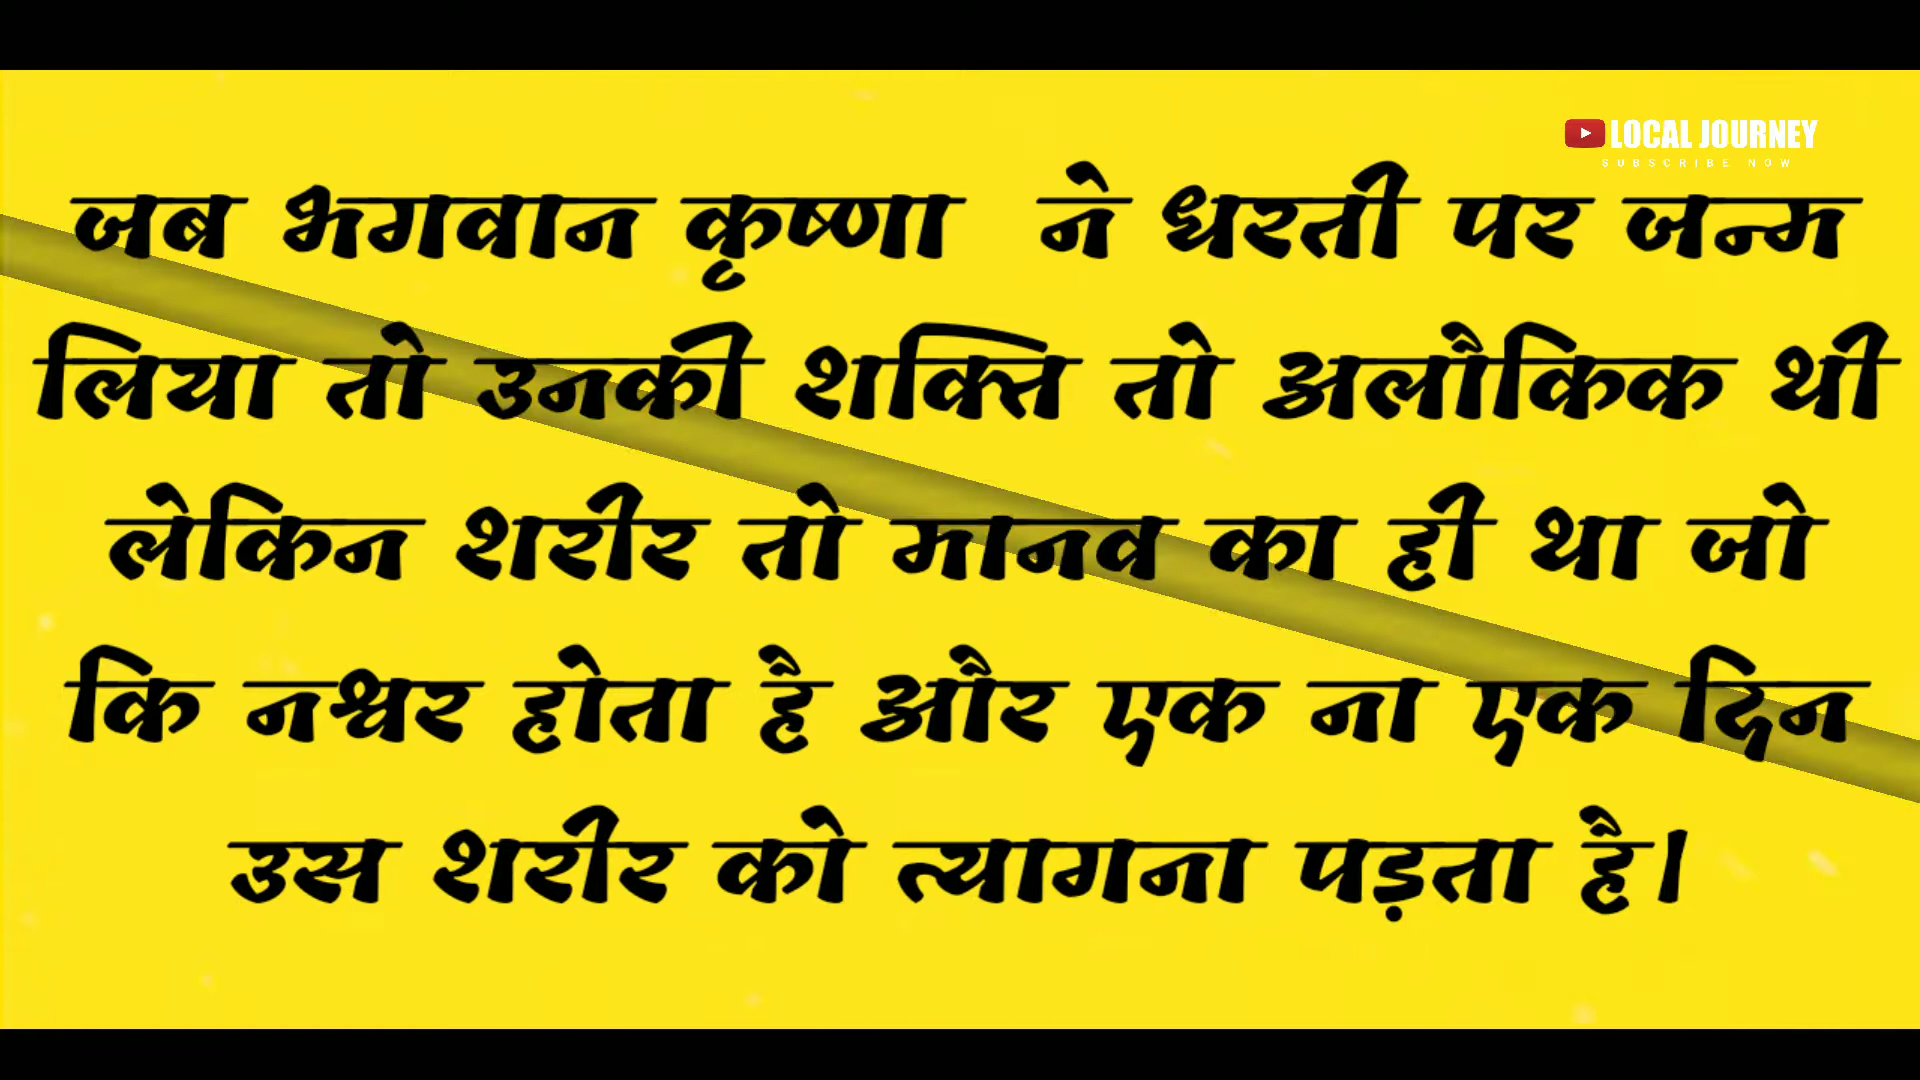 LOCAL JOURNEY
SUBSCRIBE NOW
जब भगवान कृष्णा ने धरती पर जन्म
लिया तो उनकी शक्ति तो अलौकिक थी
लेकिन शरीर तो मानव का ही था जो
कि नश्वर होता है और एक ना एक दिन
उस शरीर को त्यागना पड़ता है।